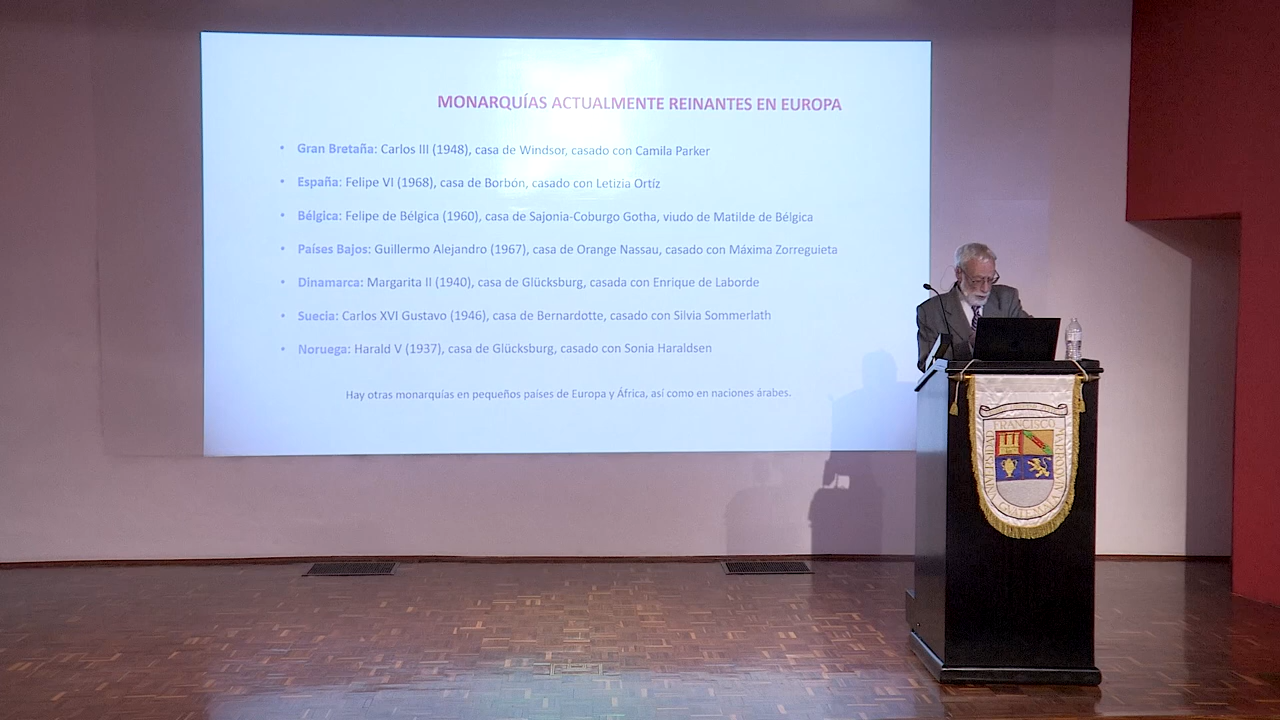 MONARQUÍAS ACTUALMENTE REINANTES EN EUROPA
• Gran Bretaña: Carlos III (1948), casa de Windsor, casado con Camila Parker
• España: Felipe VI (1968), casa de Borbón, casado con Letizia Ortíz
• Bélgica: Felipe de Bélgica (1960), casa de Sajonia-Coburgo Gotha, viudo de Matilde de Bélgica
• Países Bajos: Guillermo Alejandro (1967), casa de Orange Nassau, casado con Máxima Zorreguieta
• Dinamarca: Margarita II (1940), casa de Glücksburg, casada con Enrique de Laborde
• Suecia: Carlos XVI Gustavo (1946), casa de Bernardotte, casado con Silvia Sommerlath
• Noruega: Harald V (1937), casa de Glücksburg, casado con Sonia Haraldsen
Hay otras monarquías en pequeños países de Europa y África, así como en naciones árabes.
UNIVERSIDAD FRANCISCO MARROQUIN
GUATEMALA